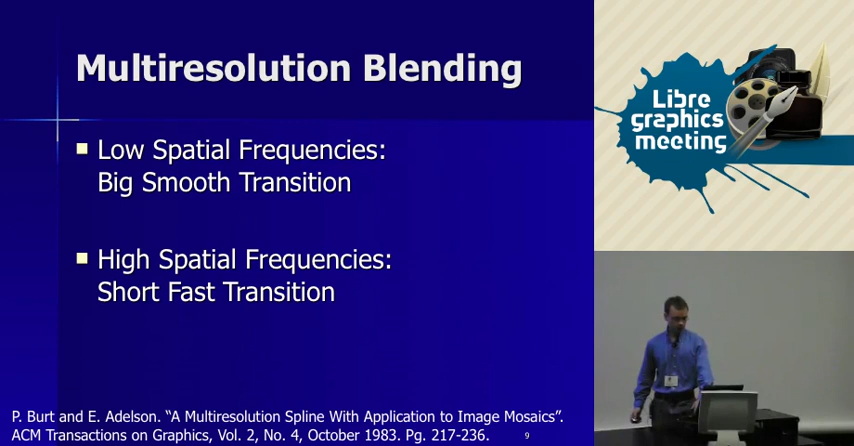 Multiresolution Blending
Low Spatial Frequencies:
Big Smooth Transition
High Spatial Frequencies:
Short Fast Transition
P. Burt and E. Adelson. “A Multiresolution Spline With Application to Image Mosaics”.
ACM Transactions on Graphics, Vol. 2, No. 4, October 1983. Pg. 217-236.
9
Libre
graphics
meeting